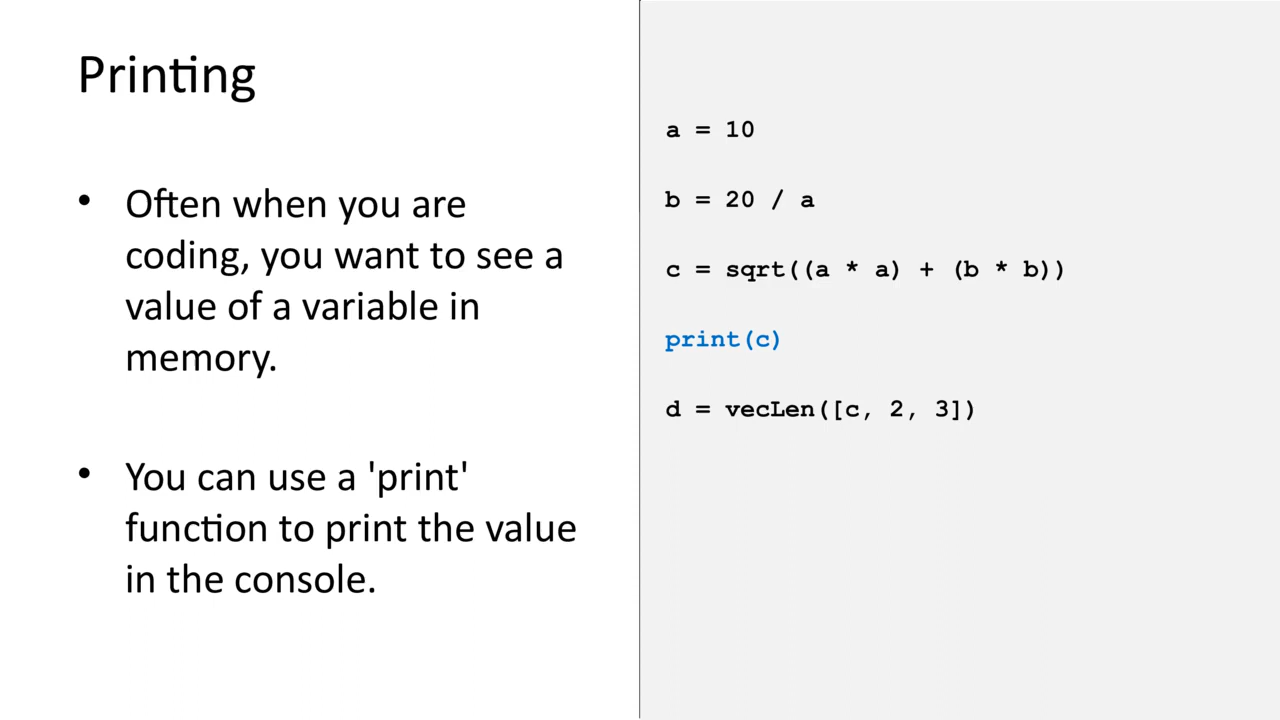 Printing
• Often when you are
coding, you want to see a
value of a variable in
memory.
• You can use a 'print'
function to print the value
in the console.
a = 10
b = 20 / a
c = sqrt((a * a) + (b * b))
print(c)
d = vecLen([c, 2, 3])